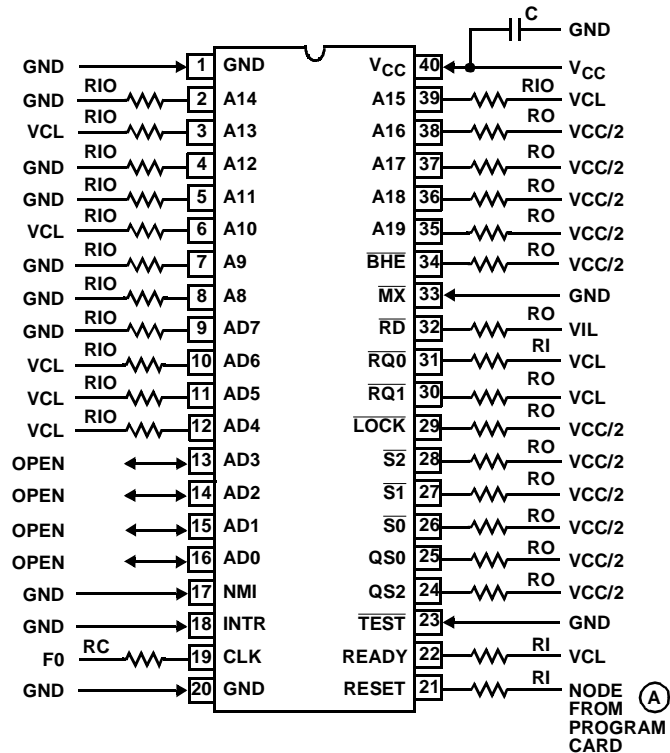 C GND
GND 1 GND VCC 40 VCC
GND RIO 2 A14 A15 39 RIO VCL
VCL RIO 3 A13 A16 38 RO VCC/2
GND RIO 4 A12 A17 37 RO VCC/2
GND RIO 5 A11 A18 36 RO VCC/2
VCL RIO 6 A10 A19 35 RO VCC/2
GND RIO 7 A9 BHE 34 RO VCC/2
GND RIO 8 A8 MX 33 GND
GND RIO 9 AD7 RD 32 RO VIL
VCL RIO 10 AD6 RQ0 31 RI VCL
VCL RIO 11 AD5 RQ1 30 RO VCL
VCL RIO 12 AD4 LOCK 29 RO VCC/2
OPEN 13 AD3 S2 28 RO VCC/2
OPEN 14 AD2 S1 27 RO VCC/2
OPEN 15 AD1 S0 26 RO VCC/2
OPEN 16 AD0 QS0 25 RO VCC/2
GND 17 NMI QS2 24 RO VCC/2
GND 18 INTR TEST 23 GND
F0 RC 19 CLK READY 22 RI VCL
GND 20 GND RESET 21 RI NODE A
FROM
PROGRAM
CARD